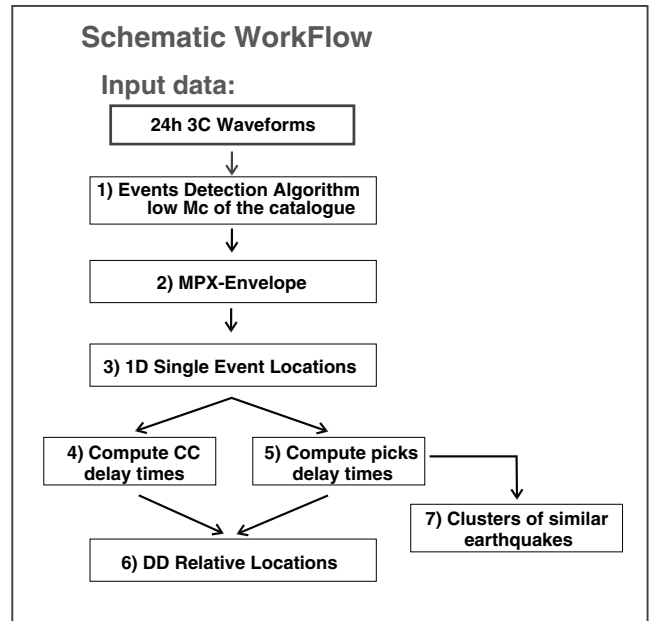 Schematic WorkFlow
Input data:
24h 3C Waveforms
1) Events Detection Algorithm
low Mc of the catalogue
2) MPX-Envelope
3) 1D Single Event Locations
4) Compute CC
delay times
5) Compute picks
delay times
7) Clusters of similar
earthquakes
6) DD Relative Locations